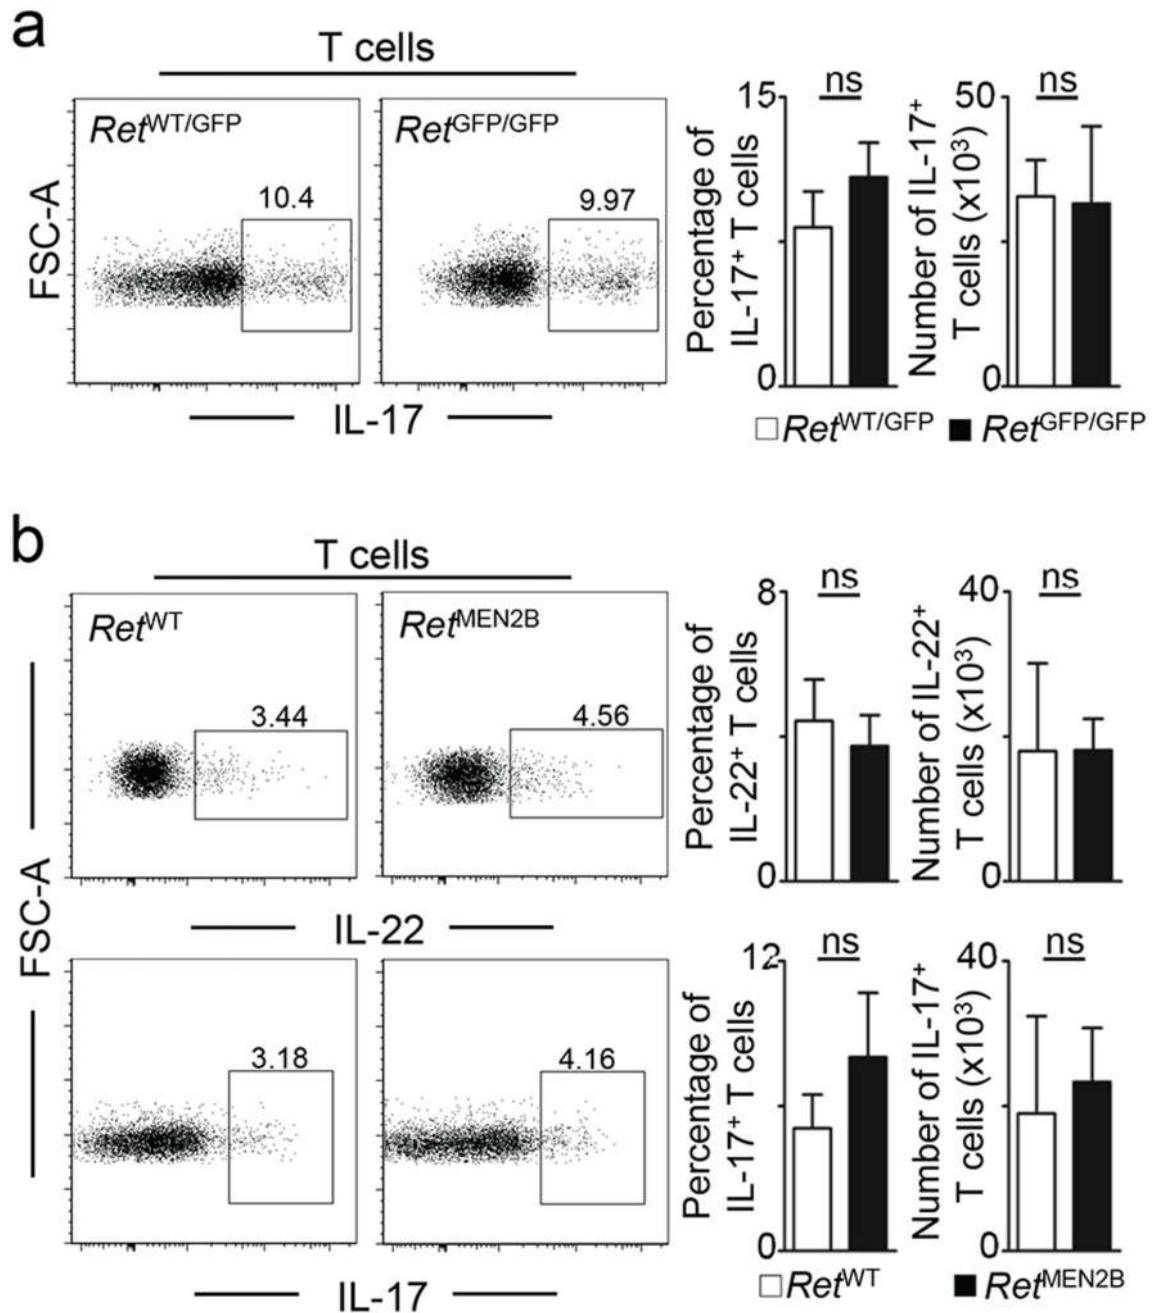 a
T cells
Ret^WT/GFP
Ret^GFP/GFP
10.4
9.97
FSC-A
IL-17
Percentage of
IL-17+ T cells
15
0
ns
Number of IL-17+
T cells (x10³)
50
0
ns
Ret^WT/GFP
Ret^GFP/GFP
b
T cells
Ret^WT
Ret^MEN2B
3.44
4.56
FSC-A
IL-22
Percentage of
IL-22+ T cells
8
0
ns
Number of IL-22+
T cells (x10³)
40
0
ns
3.18
4.16
IL-17
Percentage of
IL-17+ T cells
12
0
ns
Number of IL-17+
T cells (x10³)
40
0
ns
Ret^WT
Ret^MEN2B